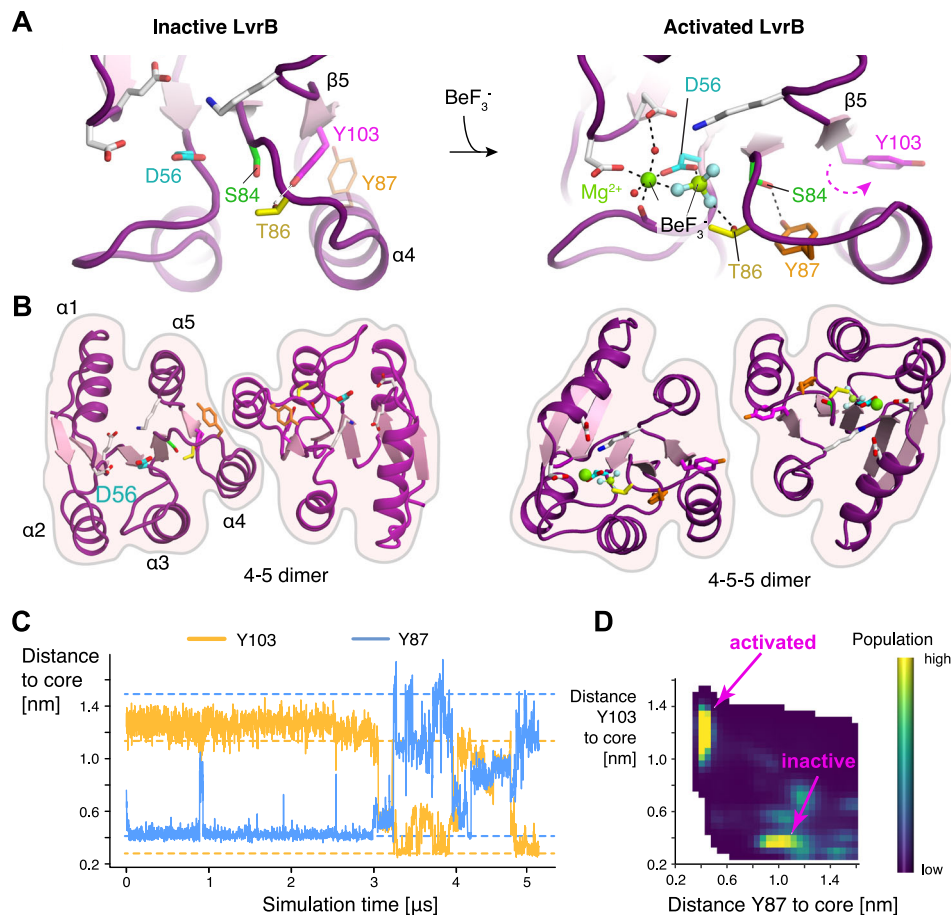 A
Inactive LvrB
Activated LvrB
β5
D56
S84
Y103
Y87
T86
α4
BeF₃⁻
D56
β5
Y103
Mg²⁺
S84
BeF₃⁻
T86
Y87
B
α1
α5
D56
α2
α3
α4
4-5 dimer
4-5-5 dimer
C
Y103
Y87
Distance
to core
[nm]
1.4
1.0
0.6
0.2
0
1
2
3
4
5
Simulation time [µs]
D
activated
Population
high
Distance
Y103
to core
[nm]
1.4
1.0
0.6
0.2
inactive
low
0.2
0.6
1.0
1.4
Distance Y87 to core [nm]